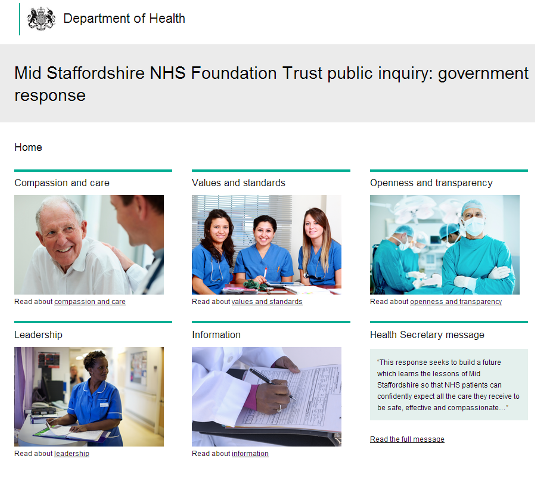 Department of Health
Mid Staffordshire NHS Foundation Trust public inquiry: government
response
Home
Compassion and care
Values and standards
Openness and transparency
Read about compassion and care
Read about values and standards
Read about openness and transparency
Leadership
Information
Health Secretary message
"This response seeks to build a future
which learns the lessons of Mid
Staffordshire so that NHS patients can
confidently expect all the care they receive to
be safe, effective and compassionate…"
Read the full message
Read about leadership
Read about information